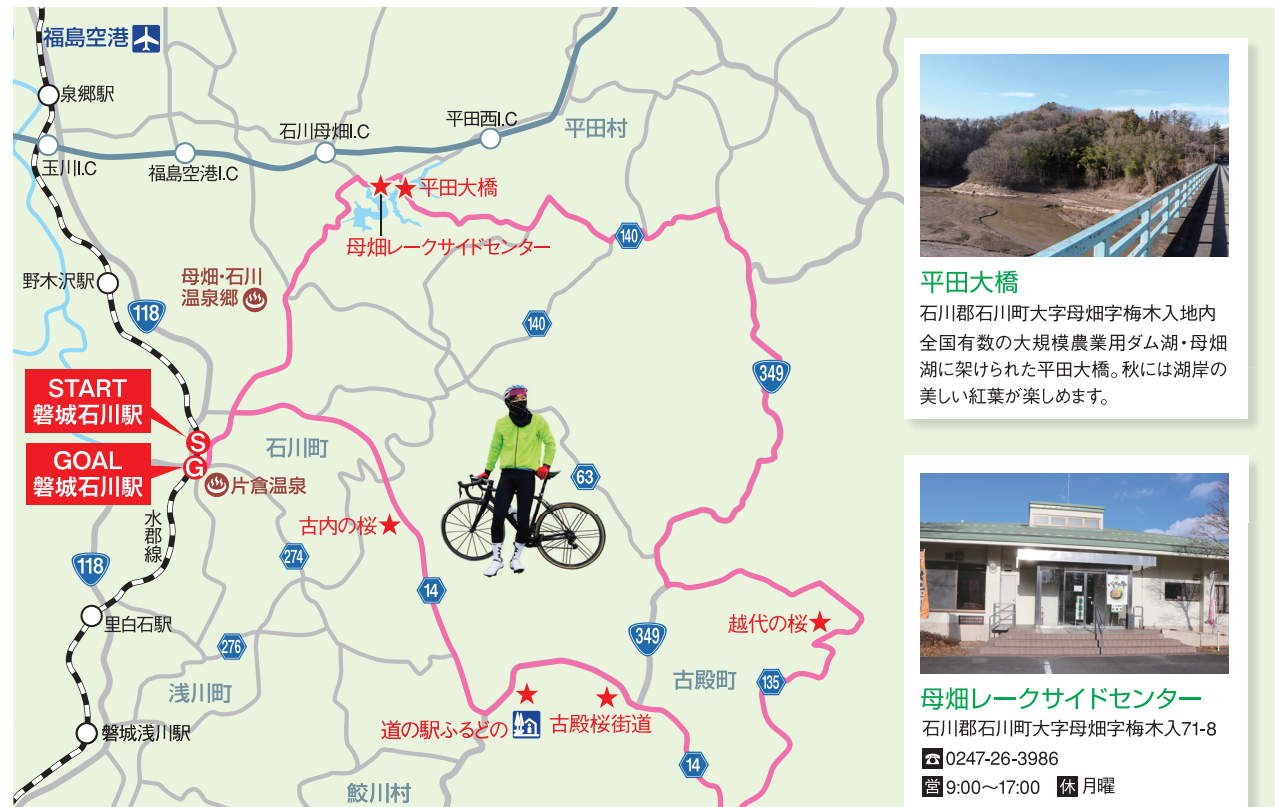 福島空港
泉郷駅
玉川I.C
福島空港I.C
石川母畑I.C
平田西I.C
平田村
平田大橋
母畑レークサイドセンター
140
野木沢駅
母畑・石川
温泉郷
118
140
349
START
磐城石川駅
S
GOAL
磐城石川駅
G
石川町
片倉温泉
水郡線
古内の桜
63
274
118
14
里白石駅
276
349
越代の桜
浅川町
古殿町
135
磐城浅川駅
道の駅ふるどの
古殿桜街道
14
鮫川村
平田大橋
石川郡石川町大字母畑字梅木入地内
全国有数の大規模農業用ダム湖・母畑
湖に架けられた平田大橋。秋には湖岸の
美しい紅葉が楽しめます。
母畑レークサイドセンター
石川郡石川町大字母畑字梅木入71-8
☎0247-26-3986
営9:00〜17:00 休月曜